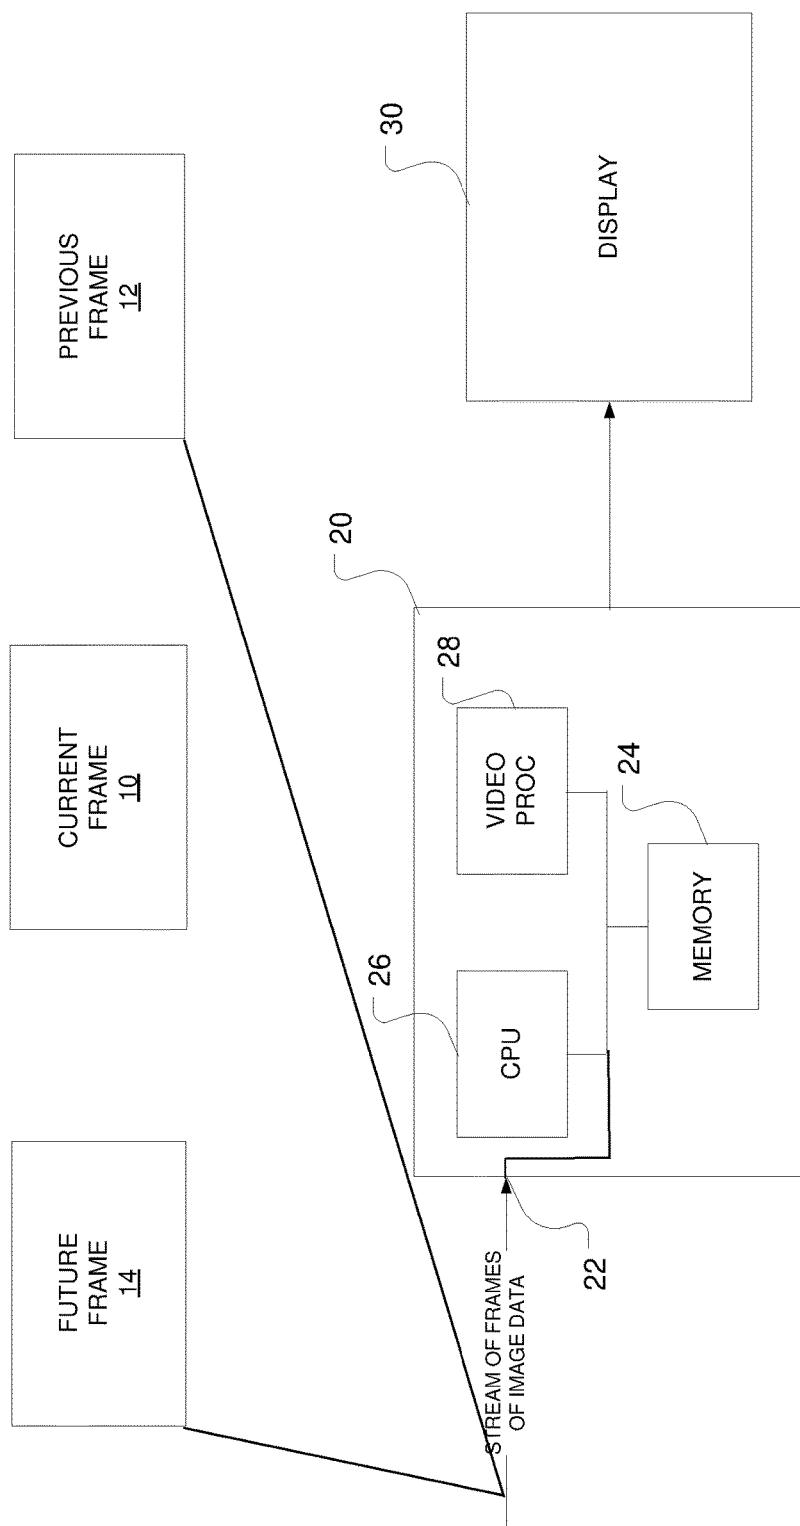 FUTURE
FRAME
14
CURRENT
FRAME
10
PREVIOUS
FRAME
12
STREAM OF FRAMES
OF IMAGE DATA
22
26
CPU
28
VIDEO
PROC
24
MEMORY
20
30
DISPLAY